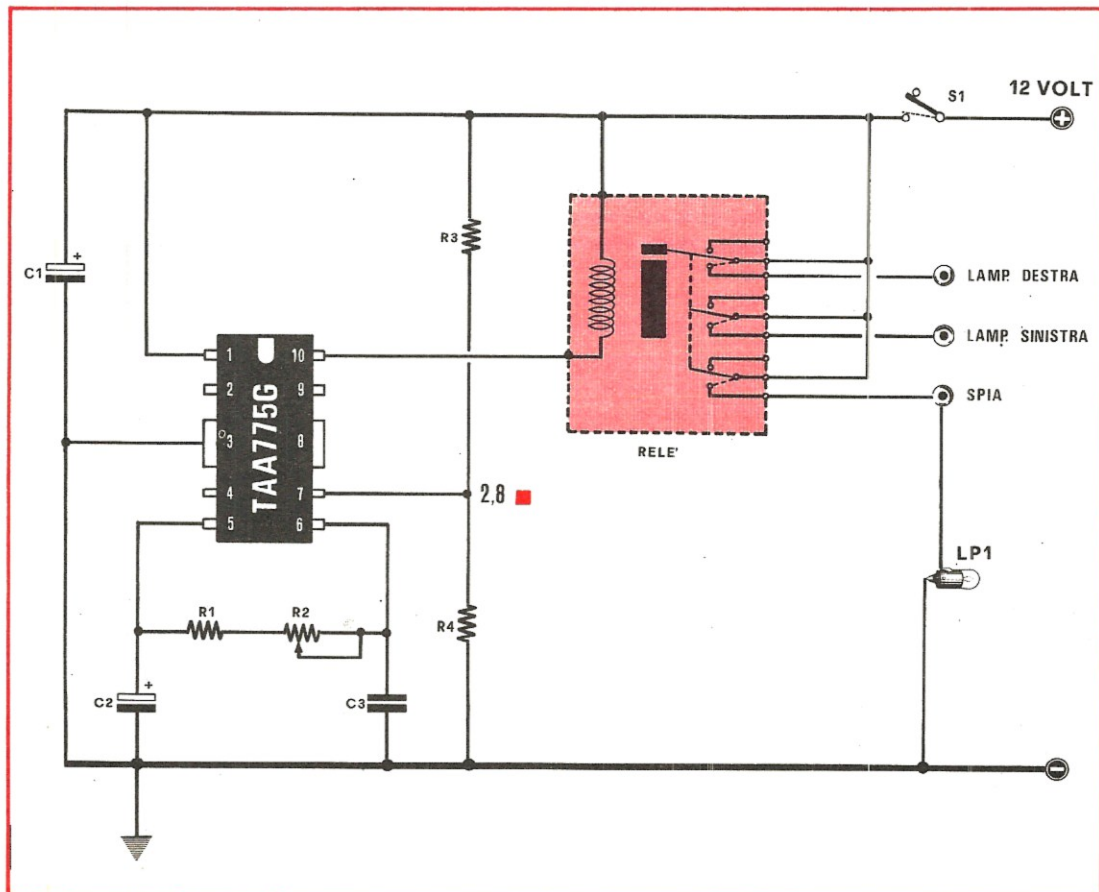 12 VOLT
S1
+
R3
C1
+
LAMP. DESTRA
LAMP. SINISTRA
SPIA
RELE'
TAA775G
1
10
2
9
3
8
4
7
5
6
2,8
LP1
R1
R2
R4
C2
+
C3
-